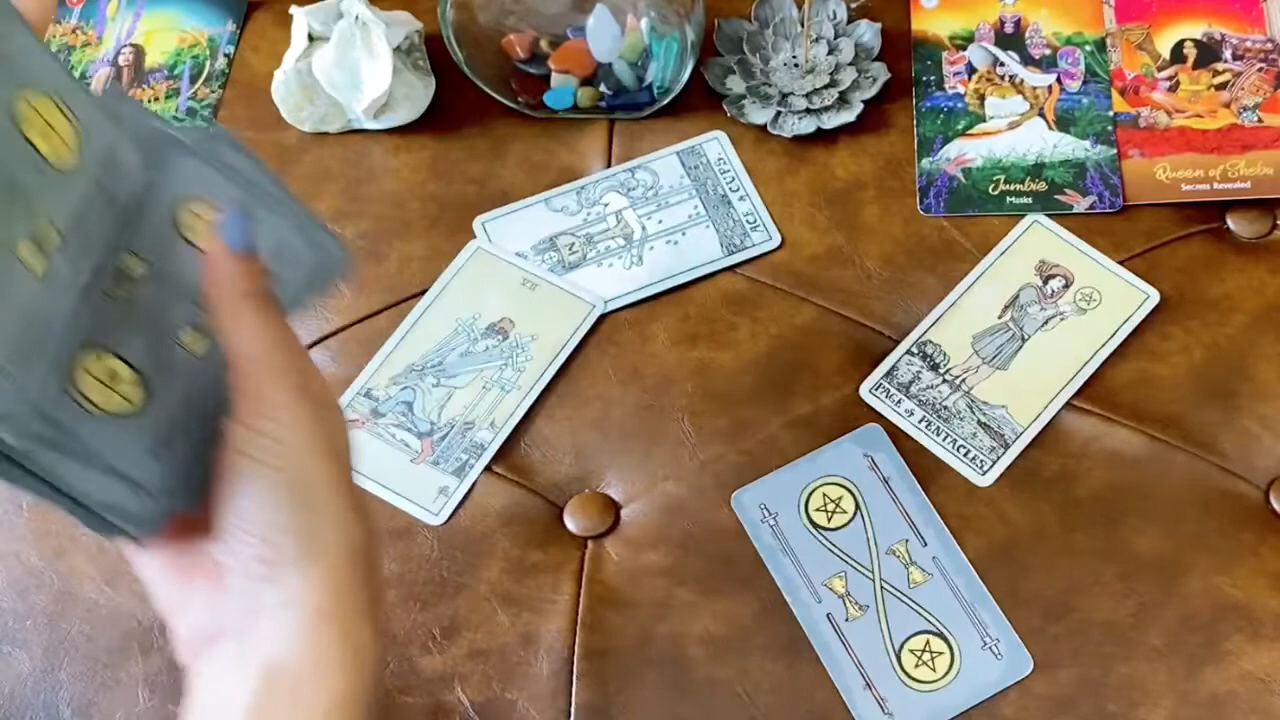 Jumbie
Masks
Queen of Sheba
Secrets Revealed
ACE of CUPS.
VII
PAGE of PENTACLES.